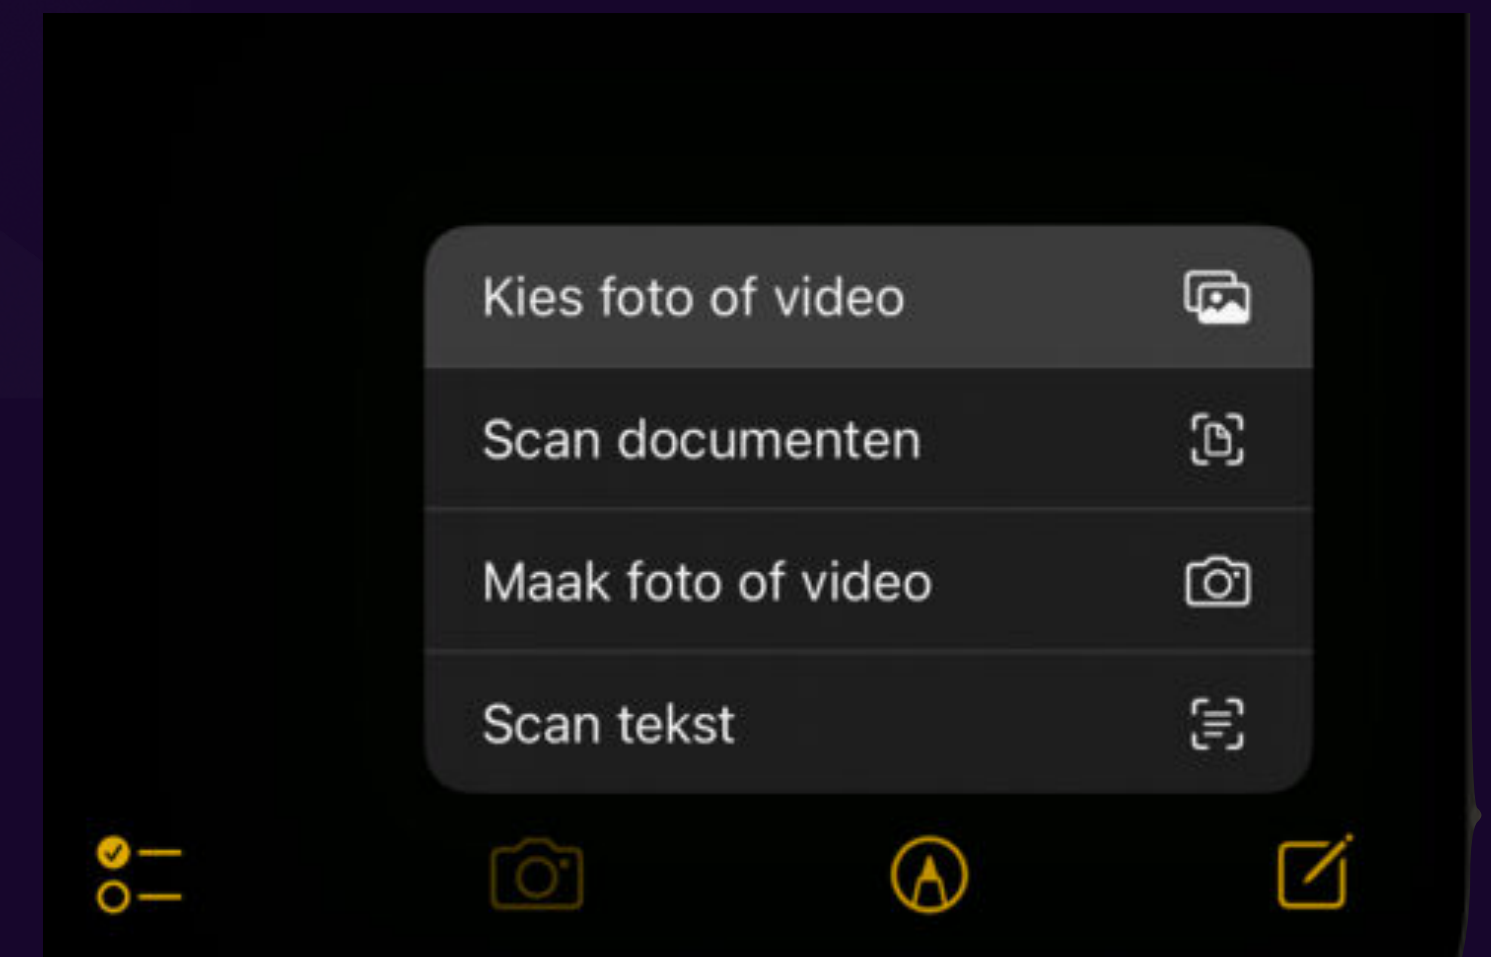 Kies foto of video
Scan documenten
Maak foto of video
Scan tekst